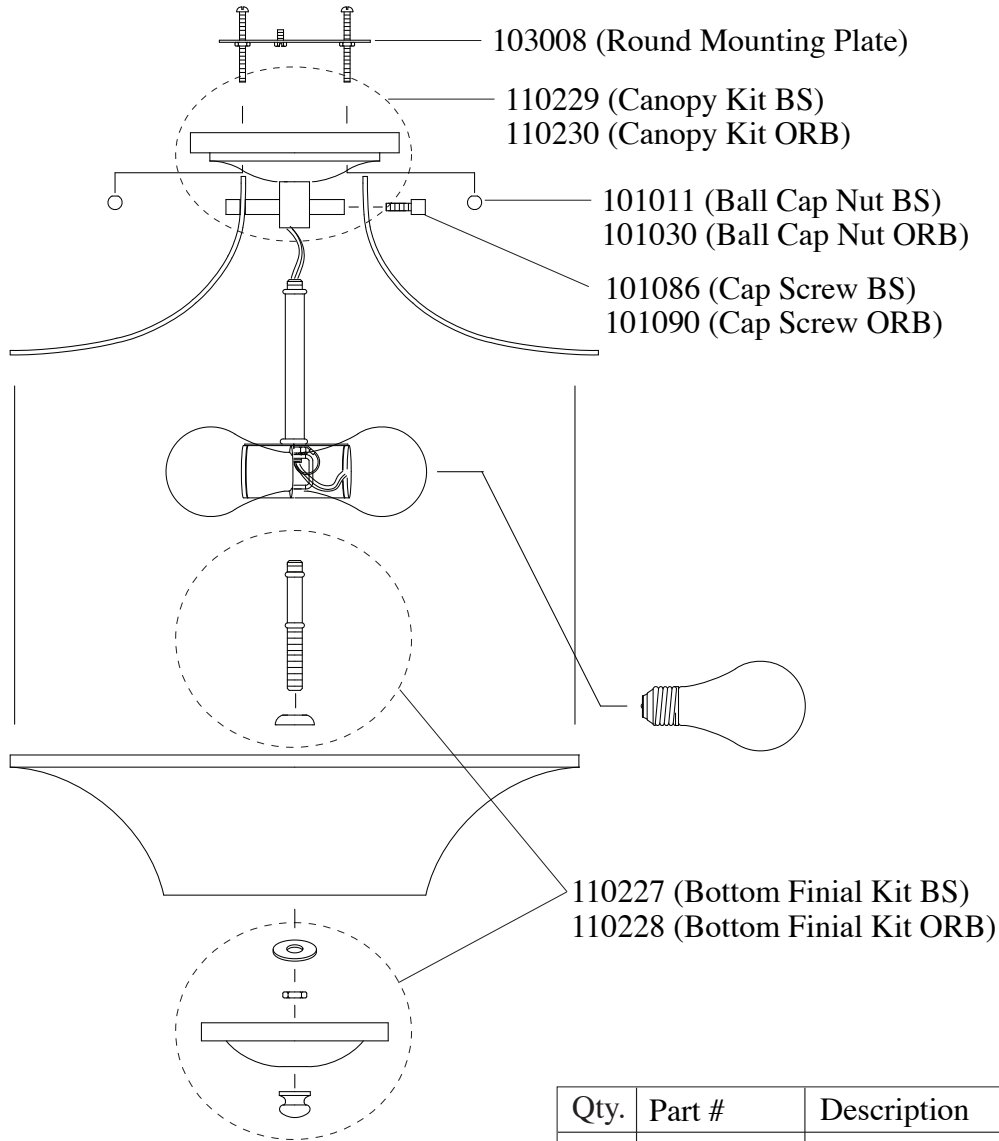 103008 (Round Mounting Plate)
110229 (Canopy Kit BS)
110230 (Canopy Kit ORB)
101011 (Ball Cap Nut BS)
101030 (Ball Cap Nut ORB)
101086 (Cap Screw BS)
101090 (Cap Screw ORB)
110227 (Bottom Finial Kit BS)
110228 (Bottom Finial Kit ORB)
Qty. Part # Description